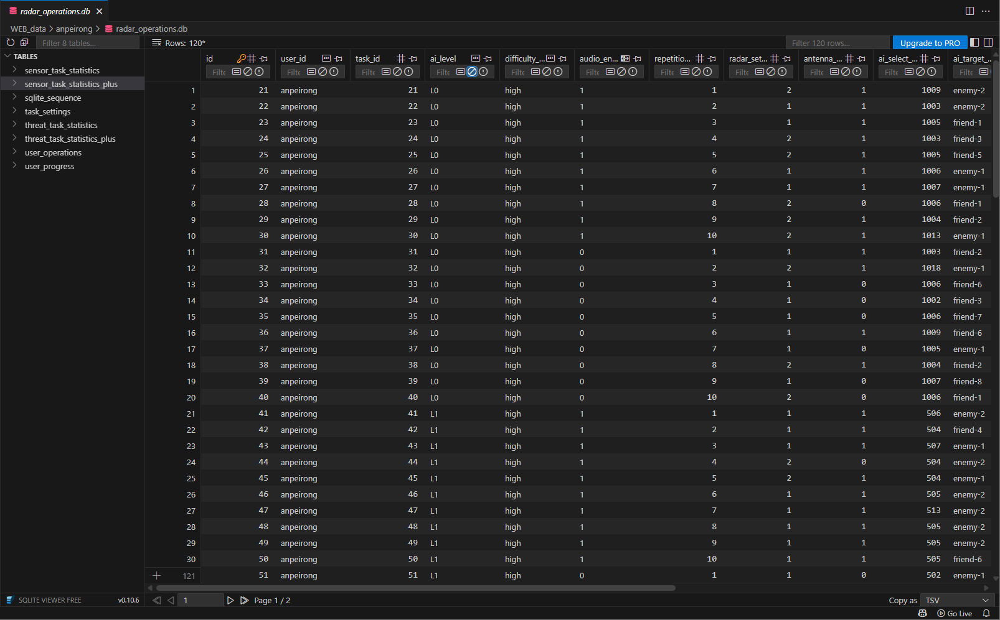 radar_operations.db
WEB_data > anpeirong > radar_operations.db
Filter 8 tables...
Rows: 120*
Filter 120 rows...
Upgrade to PRO
TABLES
sensor_task_statistics
sensor_task_statistics_plus
sqlite_sequence
task_settings
threat_task_statistics
threat_task_statistics_plus
user_operations
user_progress
id user_id task_id ai_level difficulty_... audio_en... repetitio... radar_set... antenna_... ai_select_... ai_target_...
Filte Filte Filte Filte Filte Filte Filte Filte Filte Filte Filte
1 21 anpeirong 21 L0 high 1 1 2 1 1009 enemy-2
2 22 anpeirong 22 L0 high 1 2 1 1 1003 enemy-2
3 23 anpeirong 23 L0 high 1 3 1 1 1005 friend-1
4 24 anpeirong 24 L0 high 1 4 2 1 1003 friend-3
5 25 anpeirong 25 L0 high 1 5 2 1 1005 friend-5
6 26 anpeirong 26 L0 high 1 6 1 1 1006 enemy-1
7 27 anpeirong 27 L0 high 1 7 1 1 1007 enemy-1
8 28 anpeirong 28 L0 high 1 8 2 0 1006 friend-1
9 29 anpeirong 29 L0 high 1 9 2 1 1004 friend-2
10 30 anpeirong 30 L0 high 1 10 2 1 1013 enemy-1
11 31 anpeirong 31 L0 high 0 1 1 1 1003 friend-2
12 32 anpeirong 32 L0 high 0 2 2 1 1018 enemy-1
13 33 anpeirong 33 L0 high 0 3 1 0 1006 friend-6
14 34 anpeirong 34 L0 high 0 4 1 0 1002 friend-3
15 35 anpeirong 35 L0 high 0 5 1 0 1006 friend-7
16 36 anpeirong 36 L0 high 0 6 1 1 1009 friend-6
17 37 anpeirong 37 L0 high 0 7 1 0 1005 enemy-1
18 38 anpeirong 38 L0 high 0 8 2 1 1004 friend-2
19 39 anpeirong 39 L0 high 0 9 1 0 1007 friend-8
20 40 anpeirong 40 L0 high 0 10 2 0 1006 friend-1
21 41 anpeirong 41 L1 high 1 1 1 1 506 enemy-2
22 42 anpeirong 42 L1 high 1 2 1 1 504 friend-4
23 43 anpeirong 43 L1 high 1 3 1 1 507 enemy-1
24 44 anpeirong 44 L1 high 1 4 2 0 504 enemy-2
25 45 anpeirong 45 L1 high 1 5 2 1 504 enemy-1
26 46 anpeirong 46 L1 high 1 6 1 1 505 enemy-2
27 47 anpeirong 47 L1 high 1 7 1 1 513 enemy-2
28 48 anpeirong 48 L1 high 1 8 1 1 505 enemy-2
29 49 anpeirong 49 L1 high 1 9 1 1 505 enemy-2
30 50 anpeirong 50 L1 high 1 10 1 1 505 friend-6
121 51 anpeirong 51 L1 high 0 1 1 0 502 enemy-1
SQLITE VIEWER FREE v0.10.6
1
Page 1 / 2
Copy as TSV
Go Live